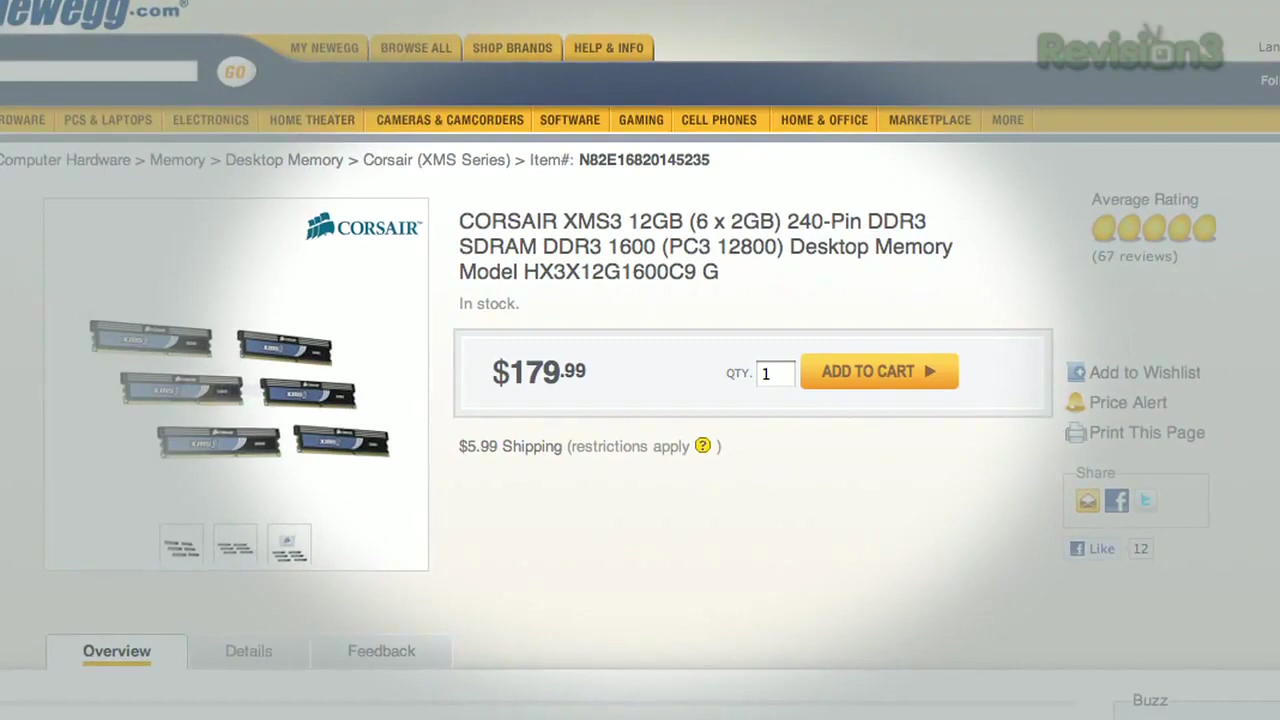 newegg.com®
MY NEWEGG BROWSE ALL SHOP BRANDS HELP & INFO
Revision3
GO
PCS & LAPTOPS ELECTRONICS HOME THEATER CAMERAS & CAMCORDERS SOFTWARE GAMING CELL PHONES HOME & OFFICE MARKETPLACE MORE
Computer Hardware > Memory > Desktop Memory > Corsair (XMS Series) > Item#: N82E16820145235
CORSAIR™
CORSAIR XMS3 12GB (6 x 2GB) 240-Pin DDR3
SDRAM DDR3 1600 (PC3 12800) Desktop Memory
Model HX3X12G1600C9 G
In stock.
$179.99
QTY. 1 ADD TO CART
$5.99 Shipping (restrictions apply ? )
Average Rating
(67 reviews)
Add to Wishlist
Price Alert
Print This Page
Share
Like 12
Overview Details Feedback
Buzz